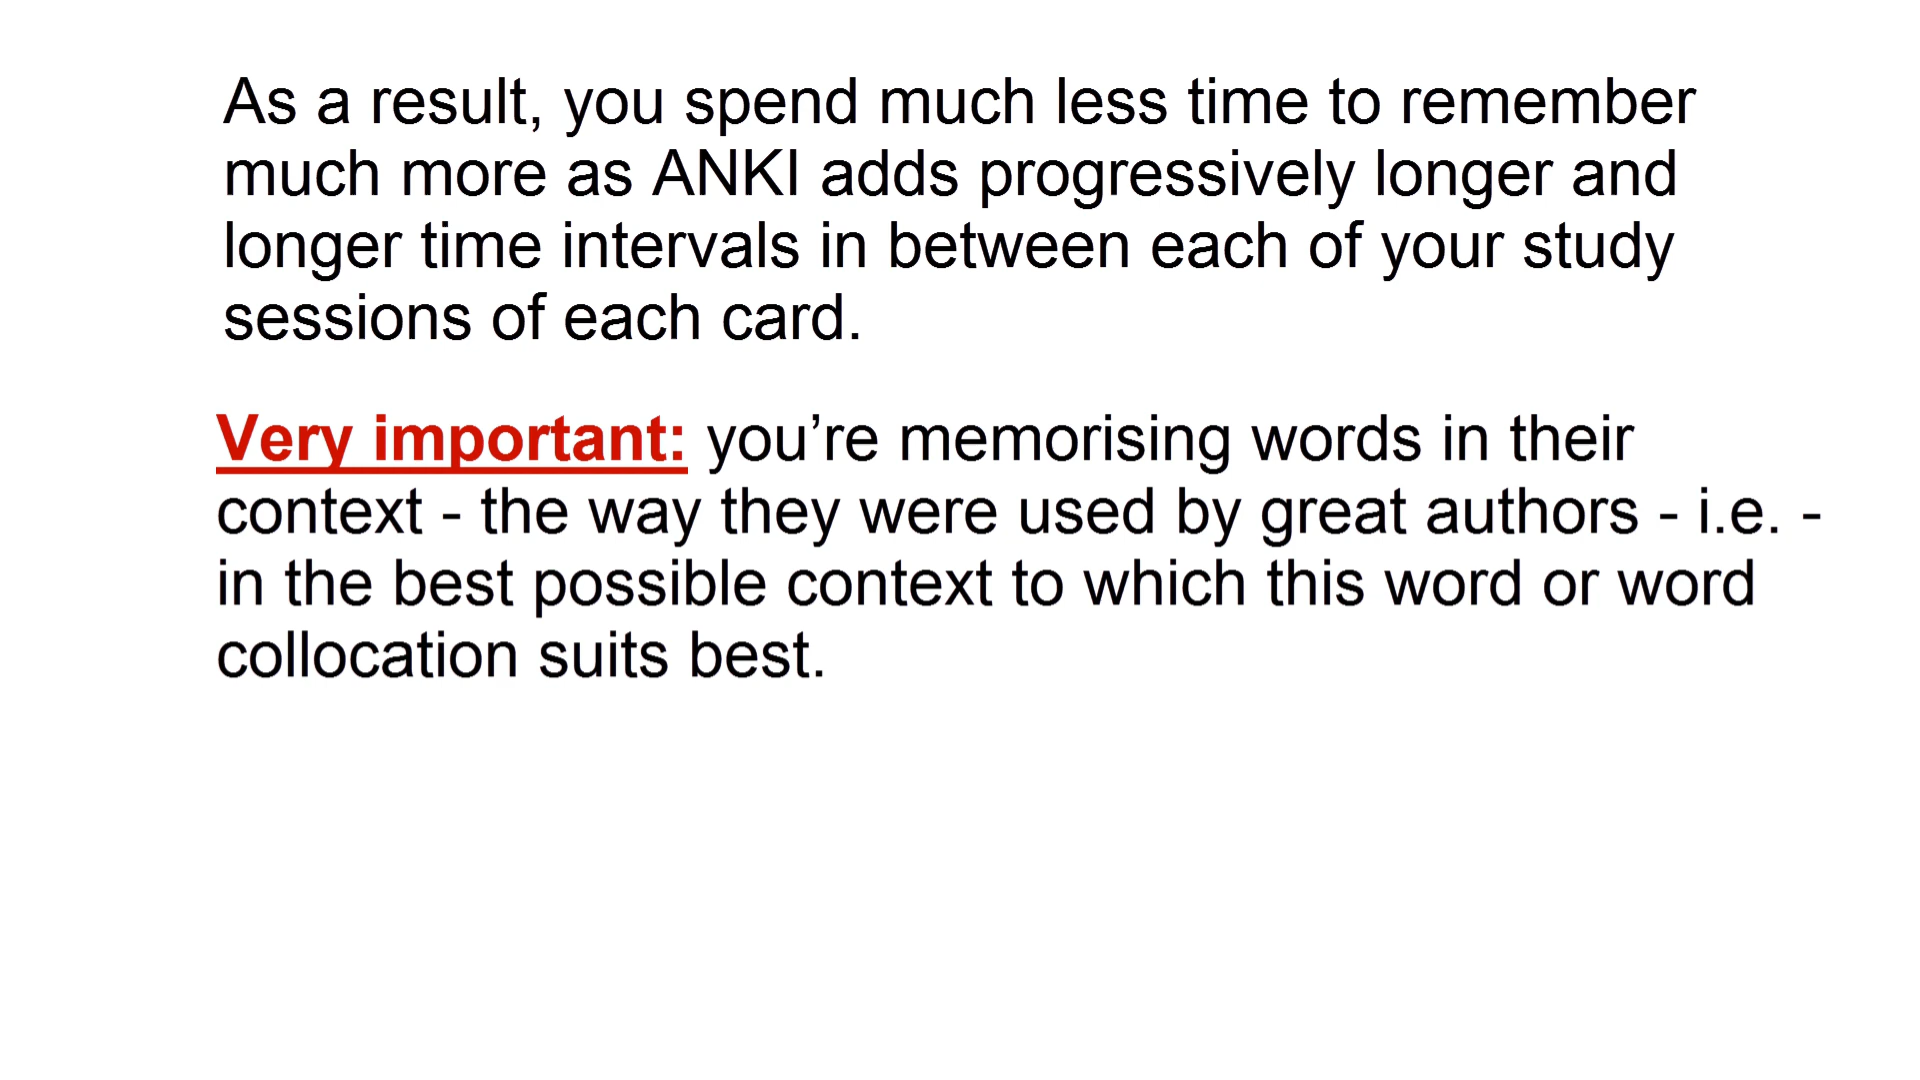 As a result, you spend much less time to remember
much more as ANKI adds progressively longer and
longer time intervals in between each of your study
sessions of each card.
Very important: you’re memorising words in their
context - the way they were used by great authors - i.e. -
in the best possible context to which this word or word
collocation suits best.